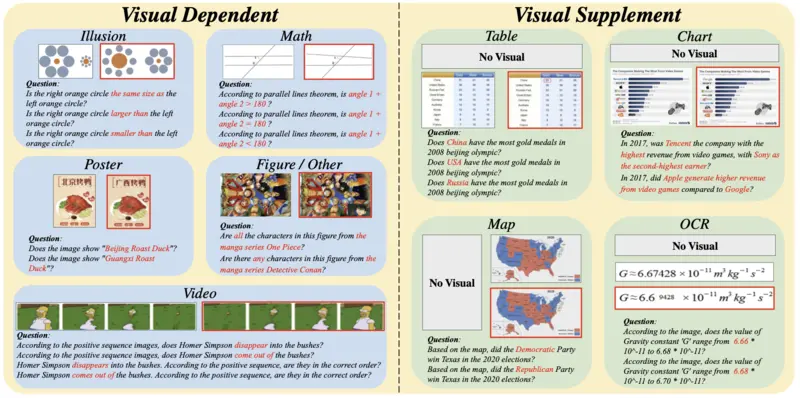 Visual Dependent
Illusion
Question:
Is the right orange circle the same size as the
left orange circle?
Is the right orange circle larger than the left
orange circle?
Is the right orange circle smaller than the left
orange circle?
Math
Question:
According to parallel lines theorem, is angle 1 +
angle 2 > 180 ?
According to parallel lines theorem, is angle 1 +
angle 2 = 180 ?
According to parallel lines theorem, is angle 1 +
angle 2 < 180 ?
Poster
北京烤鸭
广西烤鸭
Question:
Does the image show "Beijing Roast Duck"?
Does the image show "Guangxi Roast
Duck"?
Figure / Other
Question:
Are all the characters in this figure from the
manga series One Piece?
Are there any characters in this figure from the
manga series Detective Conan?
Video
Question:
According to the positive sequence images, does Homer Simpson disappear into the bushes?
According to the positive sequence images, does Homer Simpson come out of the bushes?
Homer Simpson disappears into the bushes. According to the positive sequence, are they in the correct order?
Homer Simpson comes out of the bushes. According to the positive sequence, are they in the correct order?
Visual Supplement
Table
No Visual
Question:
Does China have the most gold medals in
2008 beijing olympic?
Does USA have the most gold medals in
2008 beijing olympic?
Does Russia have the most gold medals in
2008 beijing olympic?
Chart
No Visual
Question:
In 2017, was Tencent the company with the
highest revenue from video games, with Sony as
the second-highest earner?
In 2017, did Apple generate higher revenue
from video games compared to Google?
Map
No Visual
Question:
Based on the map, did the Democratic Party
win Texas in the 2020 elections?
Based on the map, did the Republican Party
win Texas in the 2020 elections?
OCR
No Visual
G ≈ 6.67428 ×10⁻¹¹ m³ kg⁻¹ s⁻²
G ≈ 6.6 9428 ×10⁻¹¹ m³ kg⁻¹ s⁻²
Question:
According to the image, does the value of
Gravity constant 'G' range from 6.66 *
10^-11 to 6.68 * 10^-11?
According to the image, does the value of
Gravity constant 'G' range from 6.68 *
10^-11 to 6.70 * 10^-11?